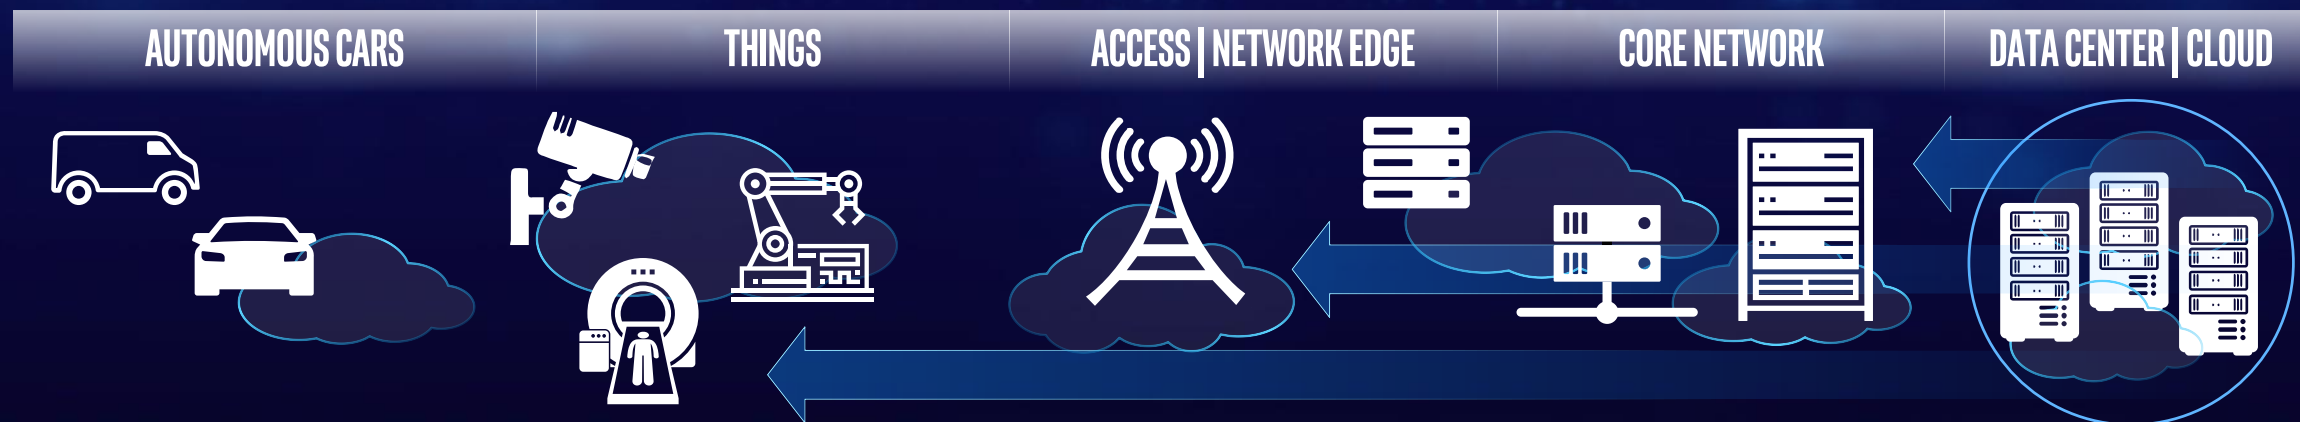 AUTONOMOUS CARS
THINGS
ACCESS | NETWORK EDGE
CORE NETWORK
DATA CENTER | CLOUD